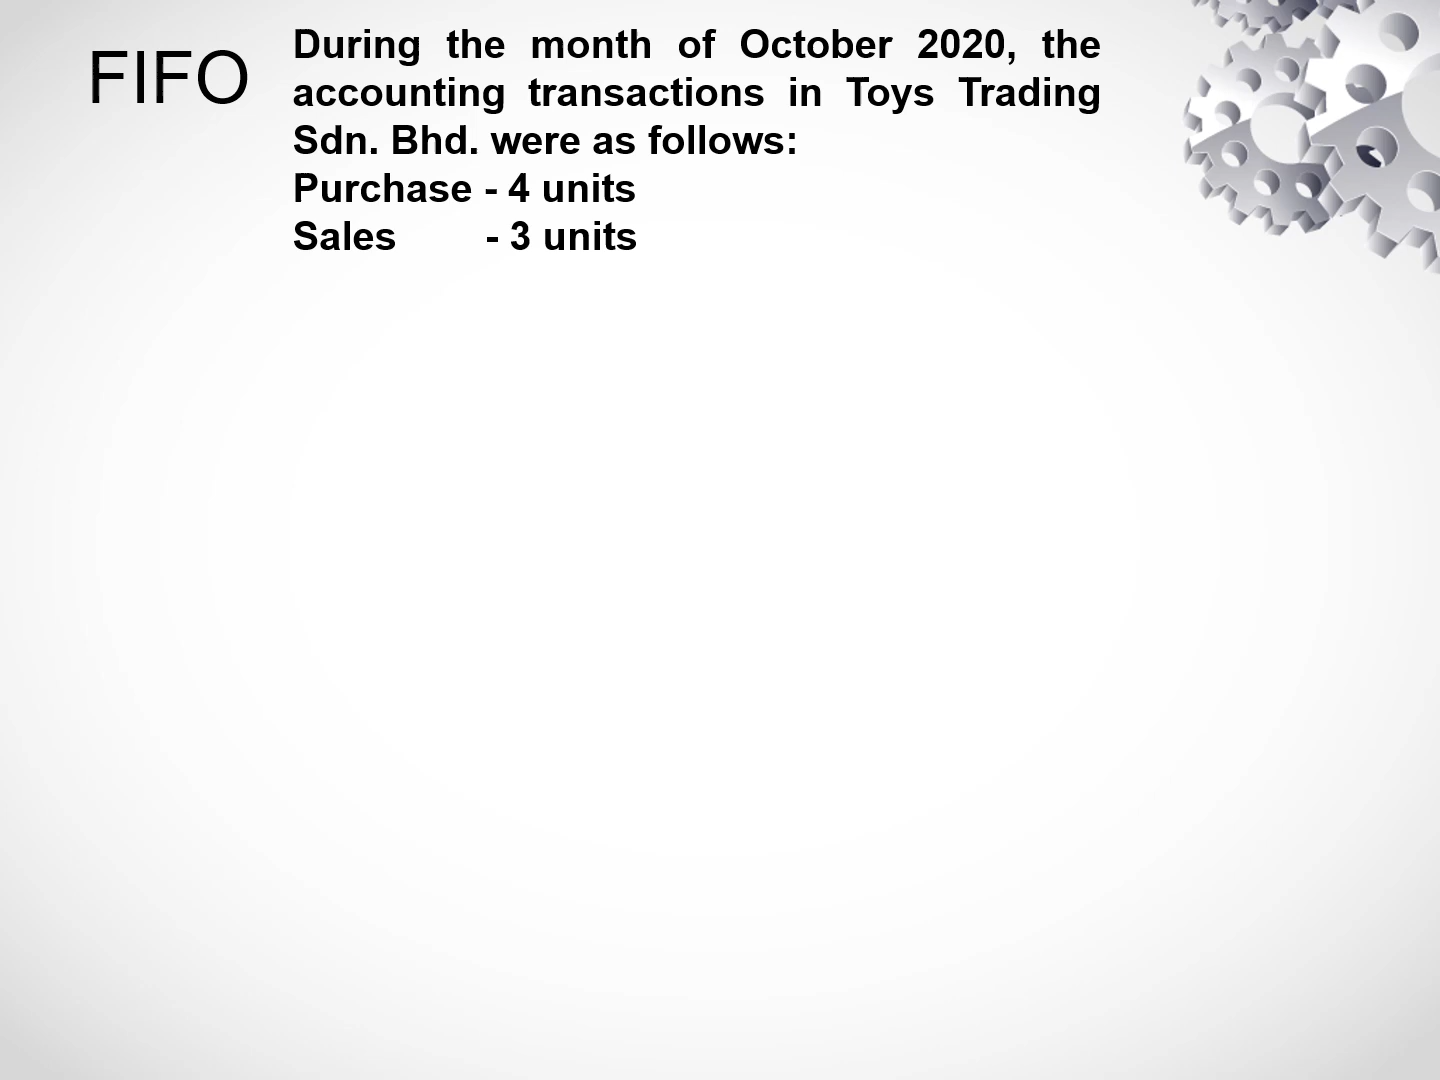 FIFO
During the month of October 2020, the
accounting transactions in Toys Trading
Sdn. Bhd. were as follows:
Purchase - 4 units
Sales - 3 units